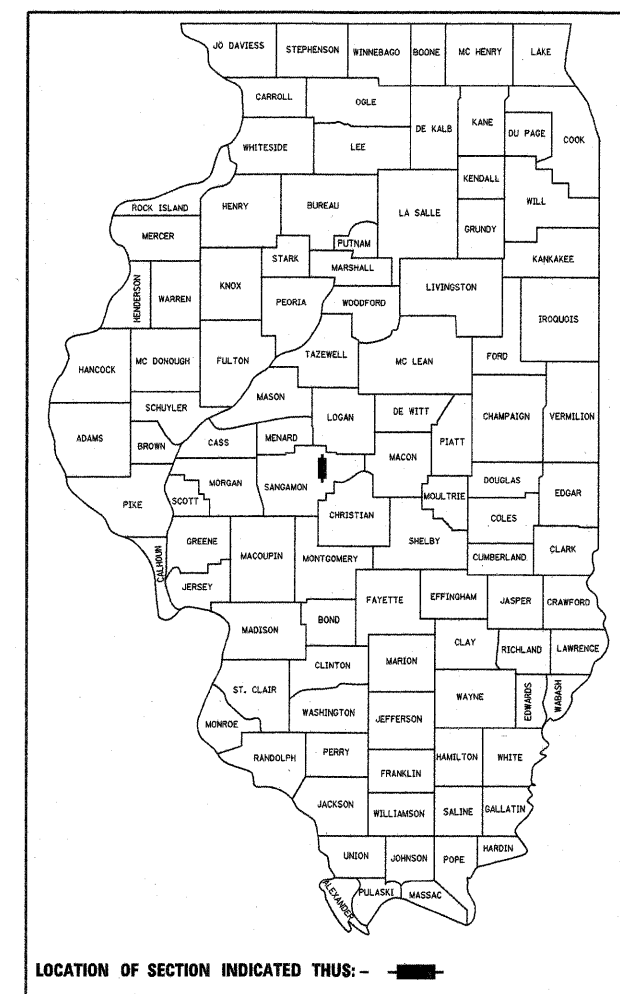 JO DAVIESS STEPHENSON WINNEBAGO BOONE MC HENRY LAKE
CARROLL OGLE DE KALB KANE DU PAGE COOK
WHITESIDE LEE KENDALL WILL
ROCK ISLAND HENRY BUREAU LA SALLE GRUNDY
MERCER PUTNAM KANKAKEE
HENDERSON WARREN KNOX STARK MARSHALL LIVINGSTON IROQUOIS
PEORIA WOODFORD
HANCOCK MC DONOUGH FULTON TAZEWELL MC LEAN FORD
MASON
SCHUYLER LOGAN DE WITT CHAMPAIGN VERMILION
ADAMS BROWN CASS MENARD MACON PIATT
PIKE SCOTT MORGAN SANGAMON MOULTRIE DOUGLAS EDGAR
CHRISTIAN COLES
GREENE SHELBY
CALHOUN MACOUPIN MONTGOMERY CUMBERLAND CLARK
JERSEY FAYETTE EFFINGHAM JASPER CRAWFORD
MADISON BOND
CLAY RICHLAND LAWRENCE
CLINTON MARION
ST. CLAIR WAYNE EDWARDS WABASH
MONROE WASHINGTON JEFFERSON
RANDOLPH PERRY HAMILTON WHITE
FRANKLIN
JACKSON WILLIAMSON SALINE GALLATIN
UNION JOHNSON POPE HARDIN
ALEXANDER PULASKI MASSAC
LOCATION OF SECTION INDICATED THUS: –